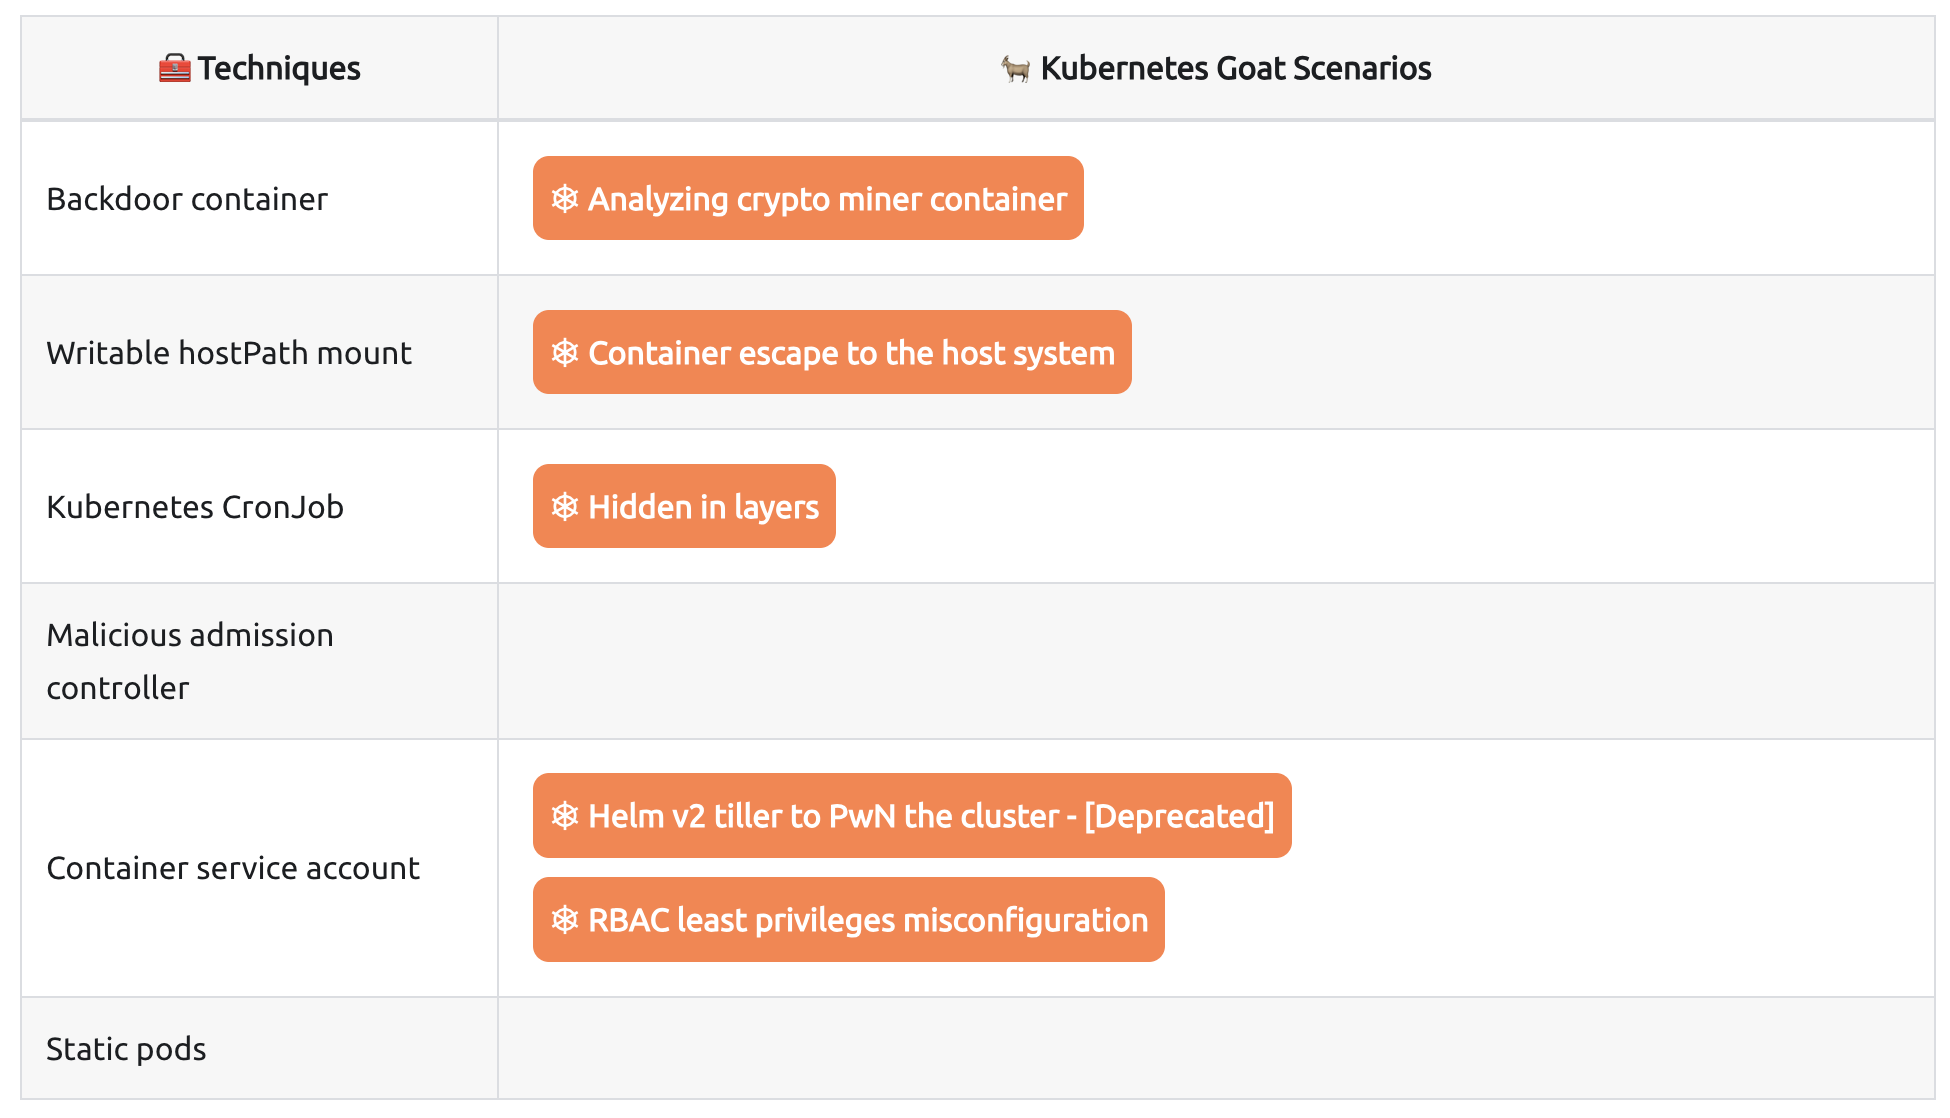 🧰 Techniques
🐐 Kubernetes Goat Scenarios
Backdoor container
⎈ Analyzing crypto miner container
Writable hostPath mount
⎈ Container escape to the host system
Kubernetes CronJob
⎈ Hidden in layers
Malicious admission
controller
Container service account
⎈ Helm v2 tiller to PwN the cluster - [Deprecated]
⎈ RBAC least privileges misconfiguration
Static pods